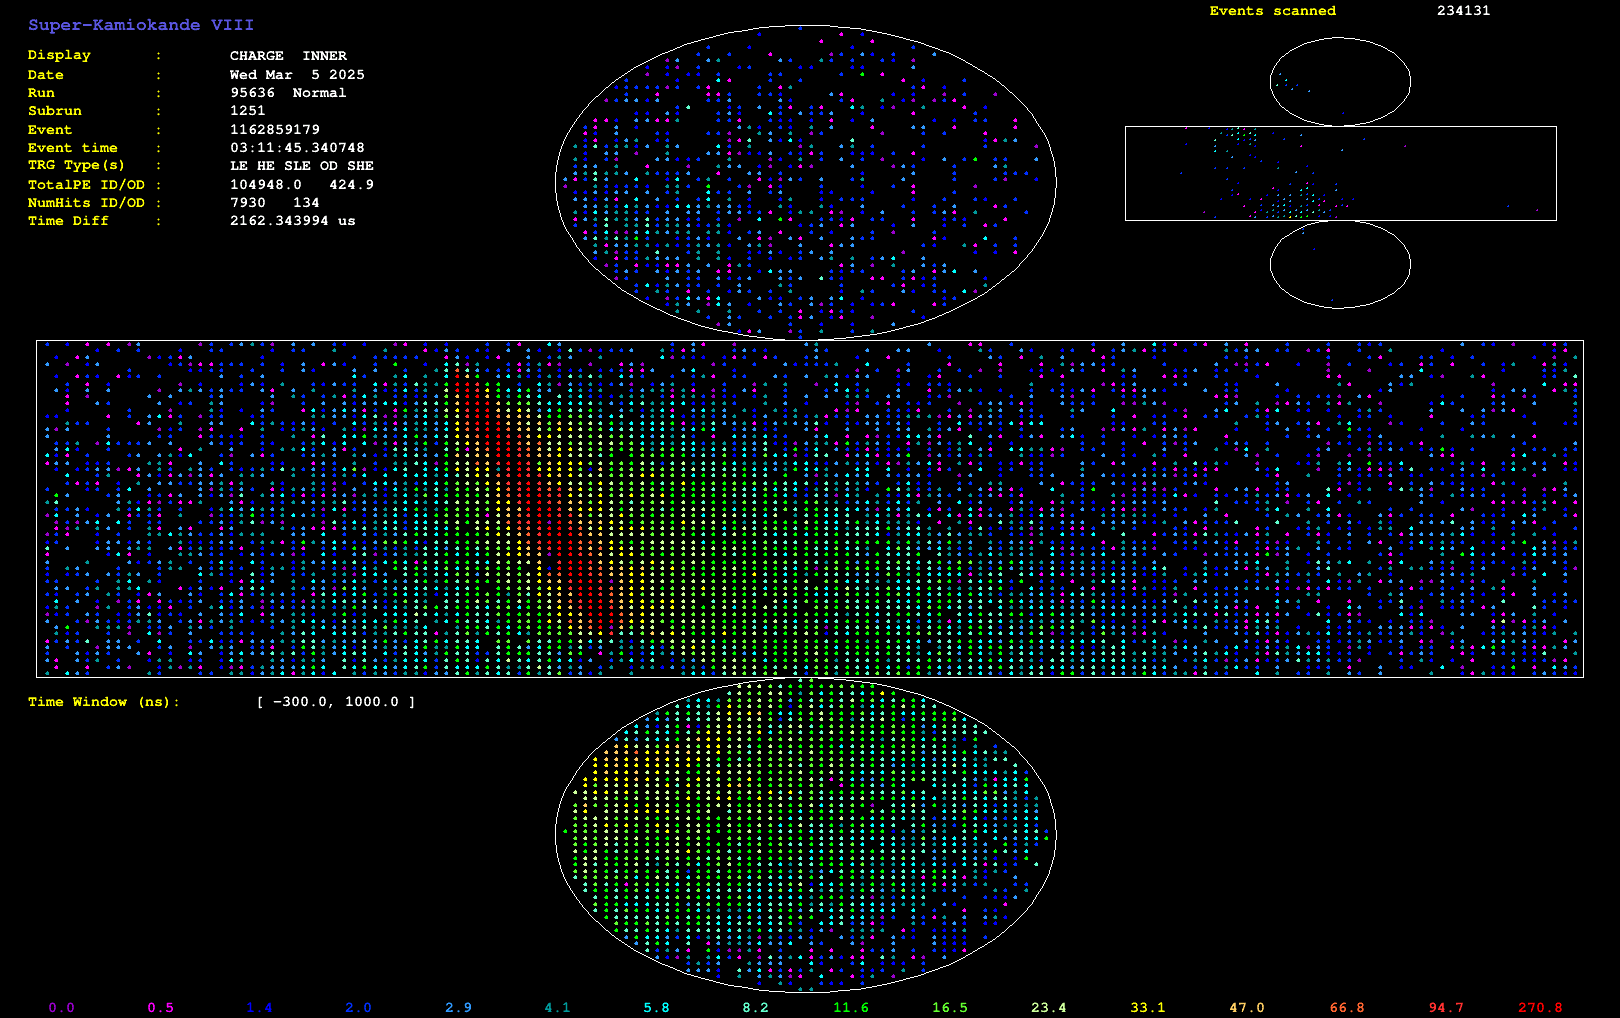 Super-Kamiokande VIII
Events scanned 234131
Display : CHARGE INNER
Date : Wed Mar 5 2025
Run : 95636 Normal
Subrun : 1251
Event : 1162859179
Event time : 03:11:45.340748
TRG Type(s) : LE HE SLE OD SHE
TotalPE ID/OD : 104948.0 424.9
NumHits ID/OD : 7930 134
Time Diff : 2162.343994 us
Time Window (ns): [ -300.0, 1000.0 ]
0.0 0.5 1.4 2.0 2.9 4.1 5.8 8.2 11.6 16.5 23.4 33.1 47.0 66.8 94.7 270.8